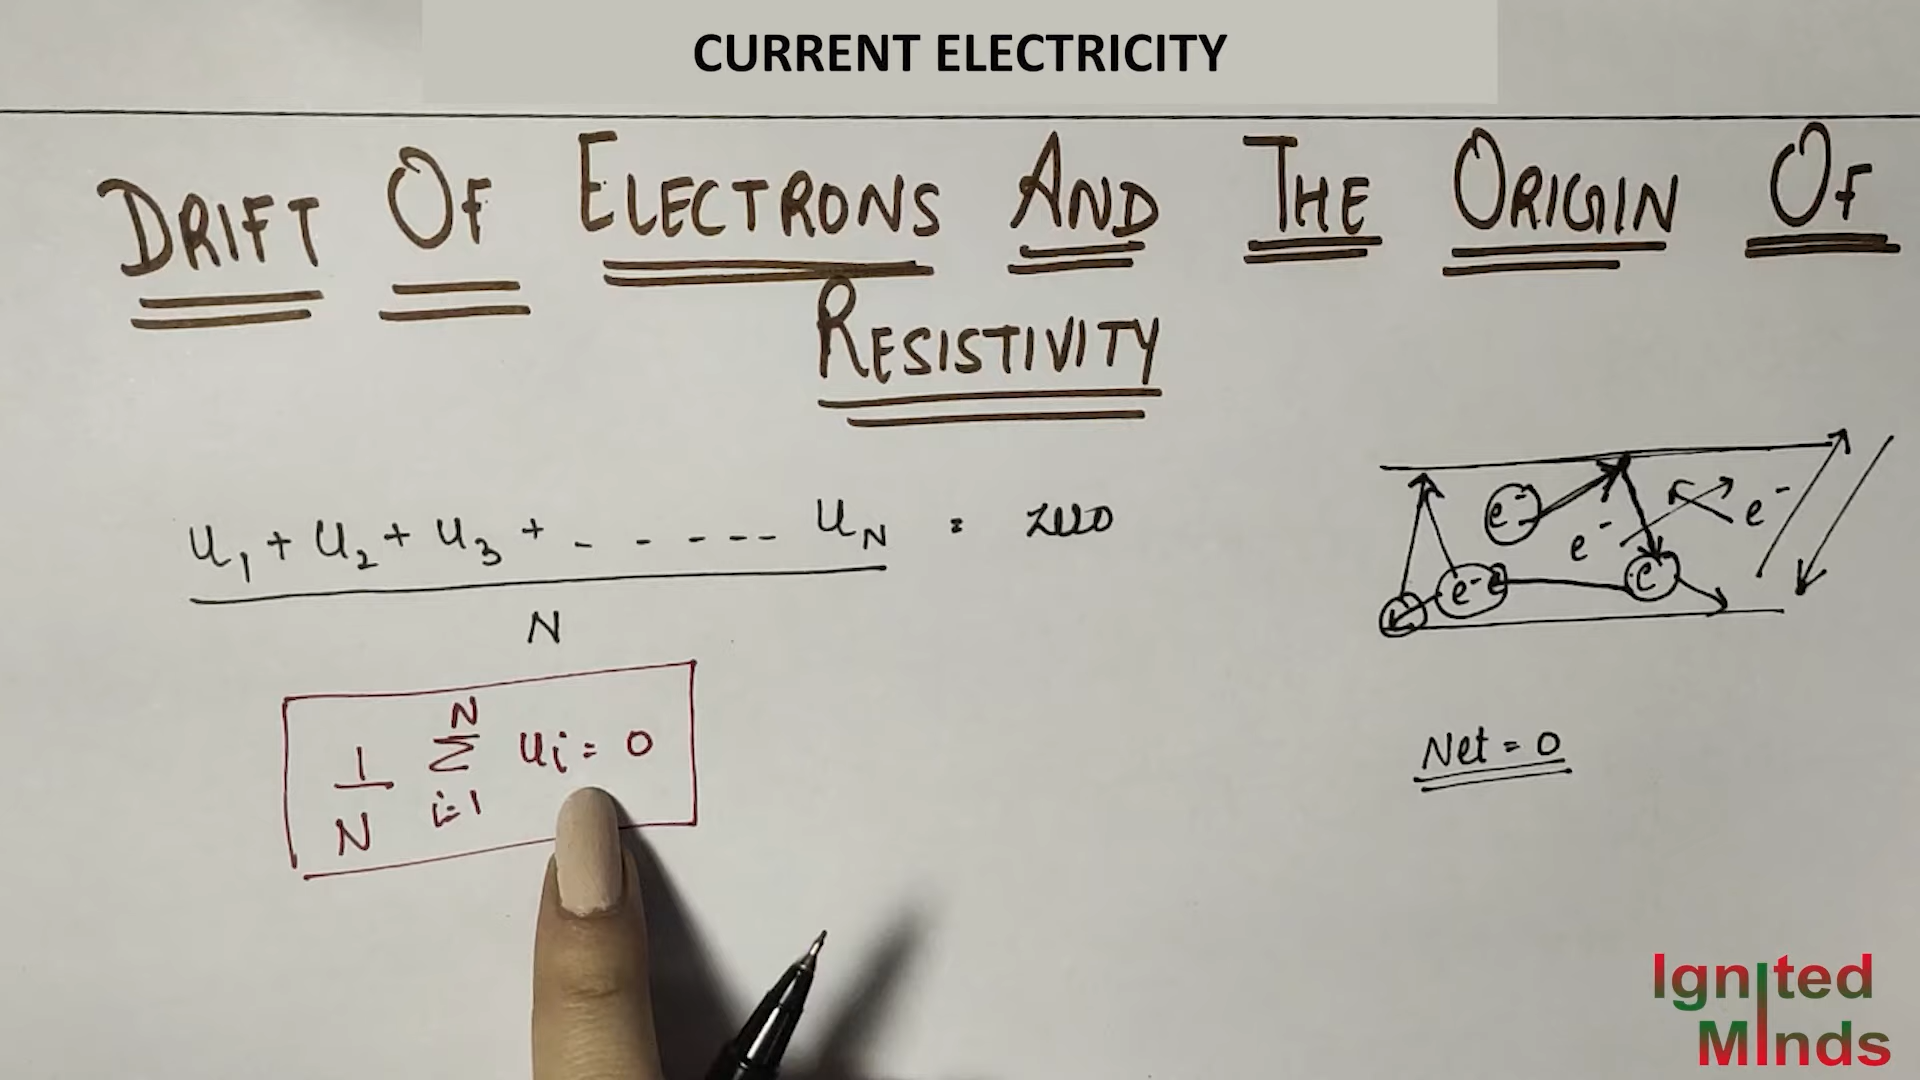 CURRENT ELECTRICITY
DRIFT OF ELECTRONS AND THE ORIGIN OF
RESISTIVITY
u₁ + u₂ + u₃ + - - - - - - uN = zero
N
1/N N Σ i=1 ui = 0
e⁻ e⁻ e⁻
e⁻ e
Net = 0
Ignited
Minds